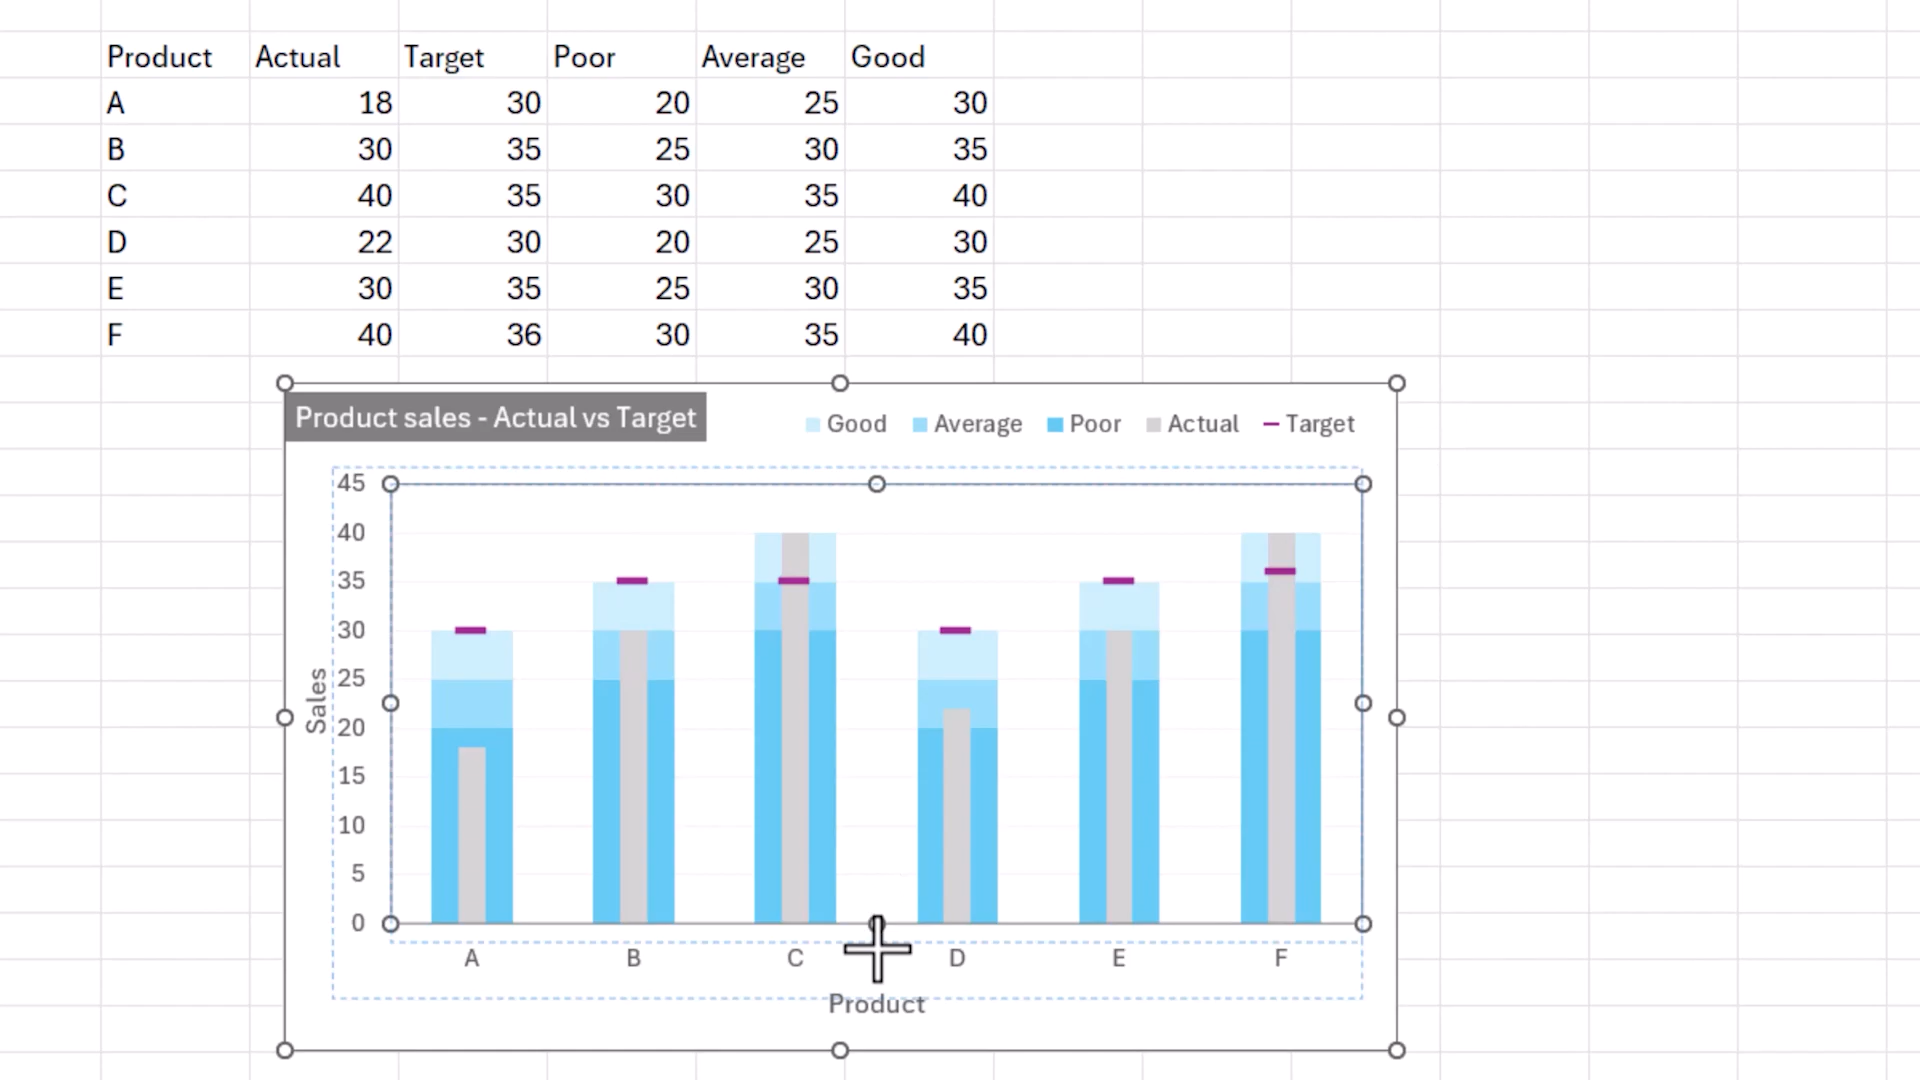 Product Actual Target Poor Average Good
A 18 30 20 25 30
B 30 35 25 30 35
C 40 35 30 35 40
D 22 30 20 25 30
E 30 35 25 30 35
F 40 36 30 35 40
Product sales - Actual vs Target
Good Average Poor Actual Target
45
40
35
30
25
20
15
10
5
0
Sales
A B C D E F
Product